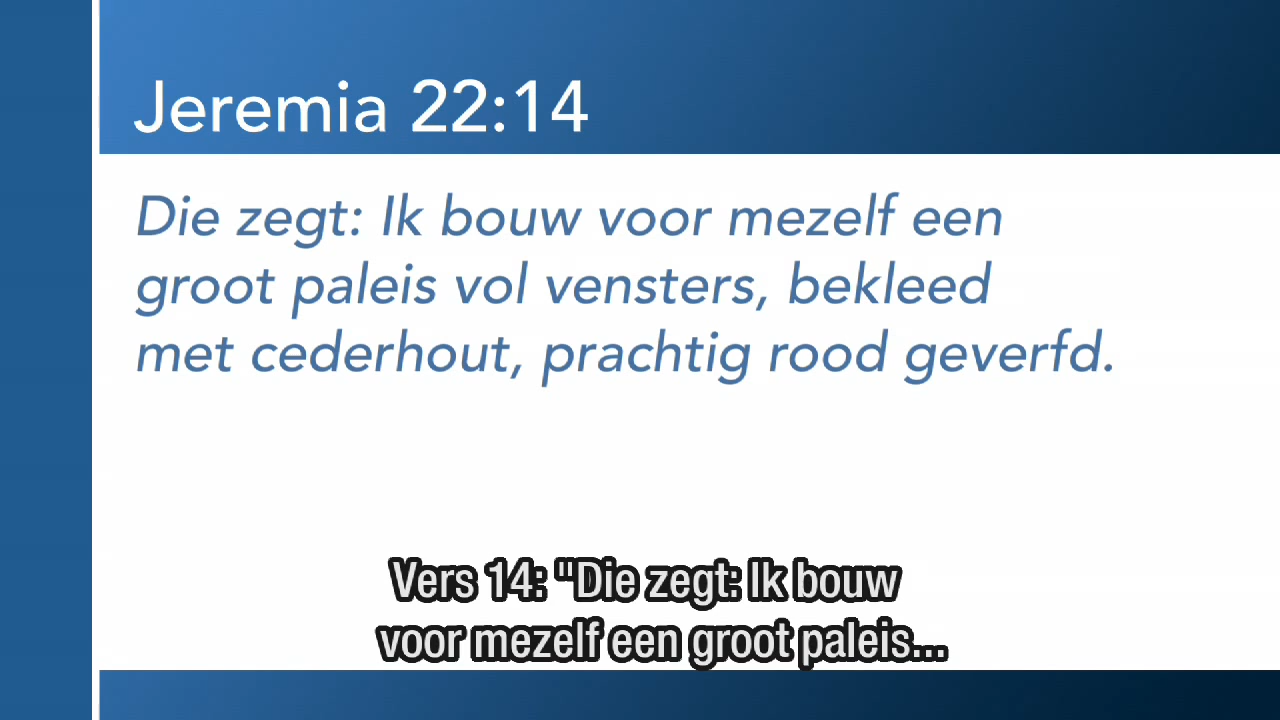 Jeremia 22:14
Die zegt: Ik bouw voor mezelf een
groot paleis vol vensters, bekleed
met cederhout, prachtig rood geverfd.
Vers 14: "Die zegt: Ik bouw
voor mezelf een groot paleis...